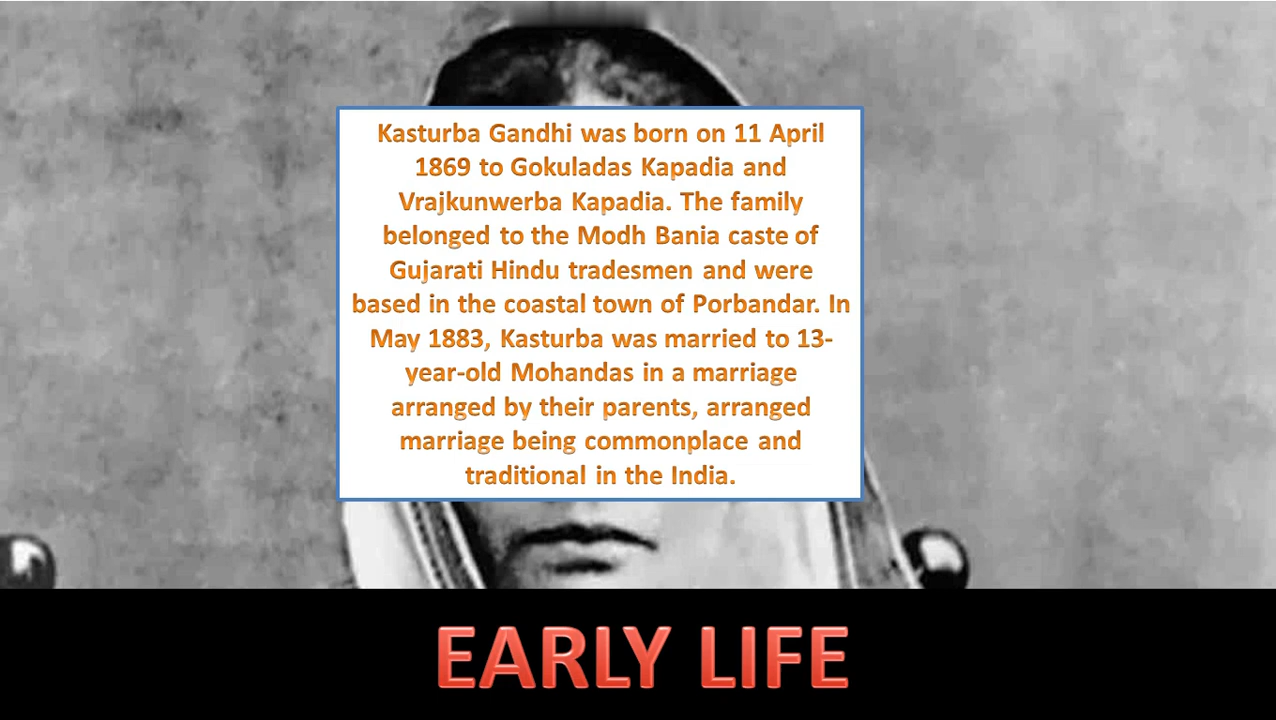 Kasturba Gandhi was born on 11 April
1869 to Gokuladas Kapadia and
Vrajkunwerba Kapadia. The family
belonged to the Modh Bania caste of
Gujarati Hindu tradesmen and were
based in the coastal town of Porbandar. In
May 1883, Kasturba was married to 13-
year-old Mohandas in a marriage
arranged by their parents, arranged
marriage being commonplace and
traditional in the India.
EARLY LIFE